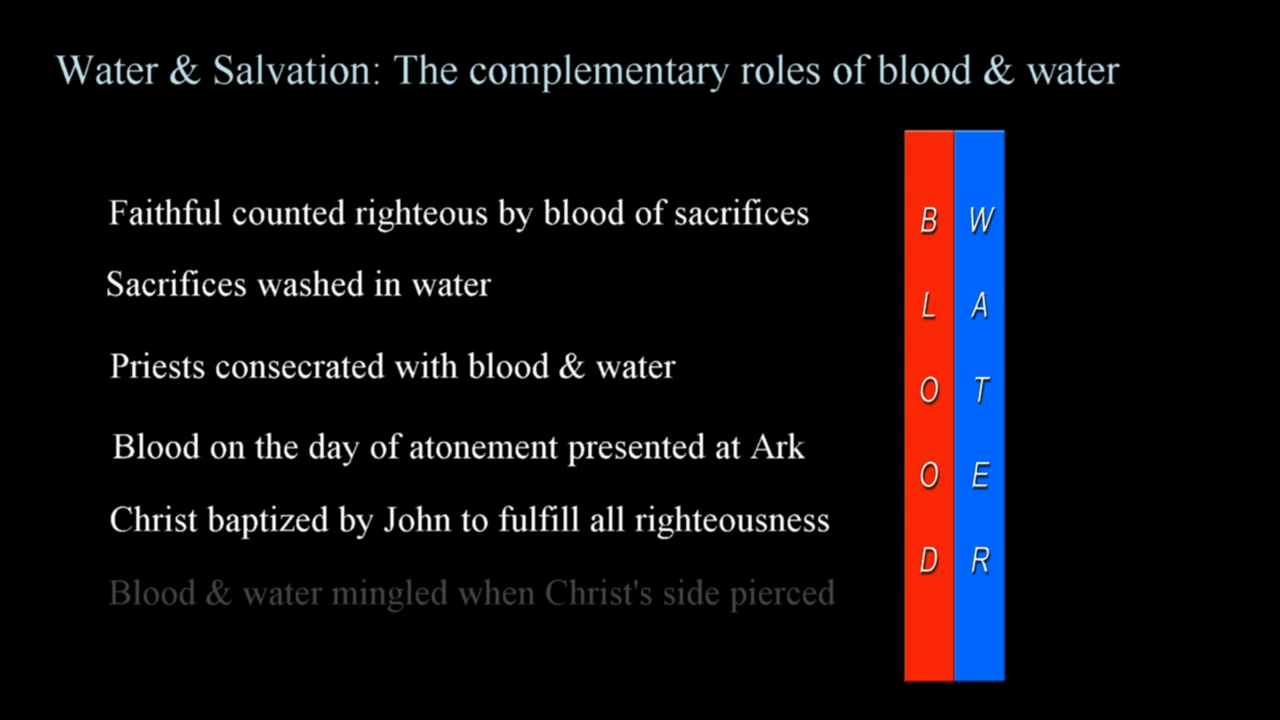 Water & Salvation: The complementary roles of blood & water
Faithful counted righteous by blood of sacrifices
Sacrifices washed in water
Priests consecrated with blood & water
Blood on the day of atonement presented at Ark
Christ baptized by John to fulfill all righteousness
Blood & water mingled when Christ's side pierced
BLOOD
WATER